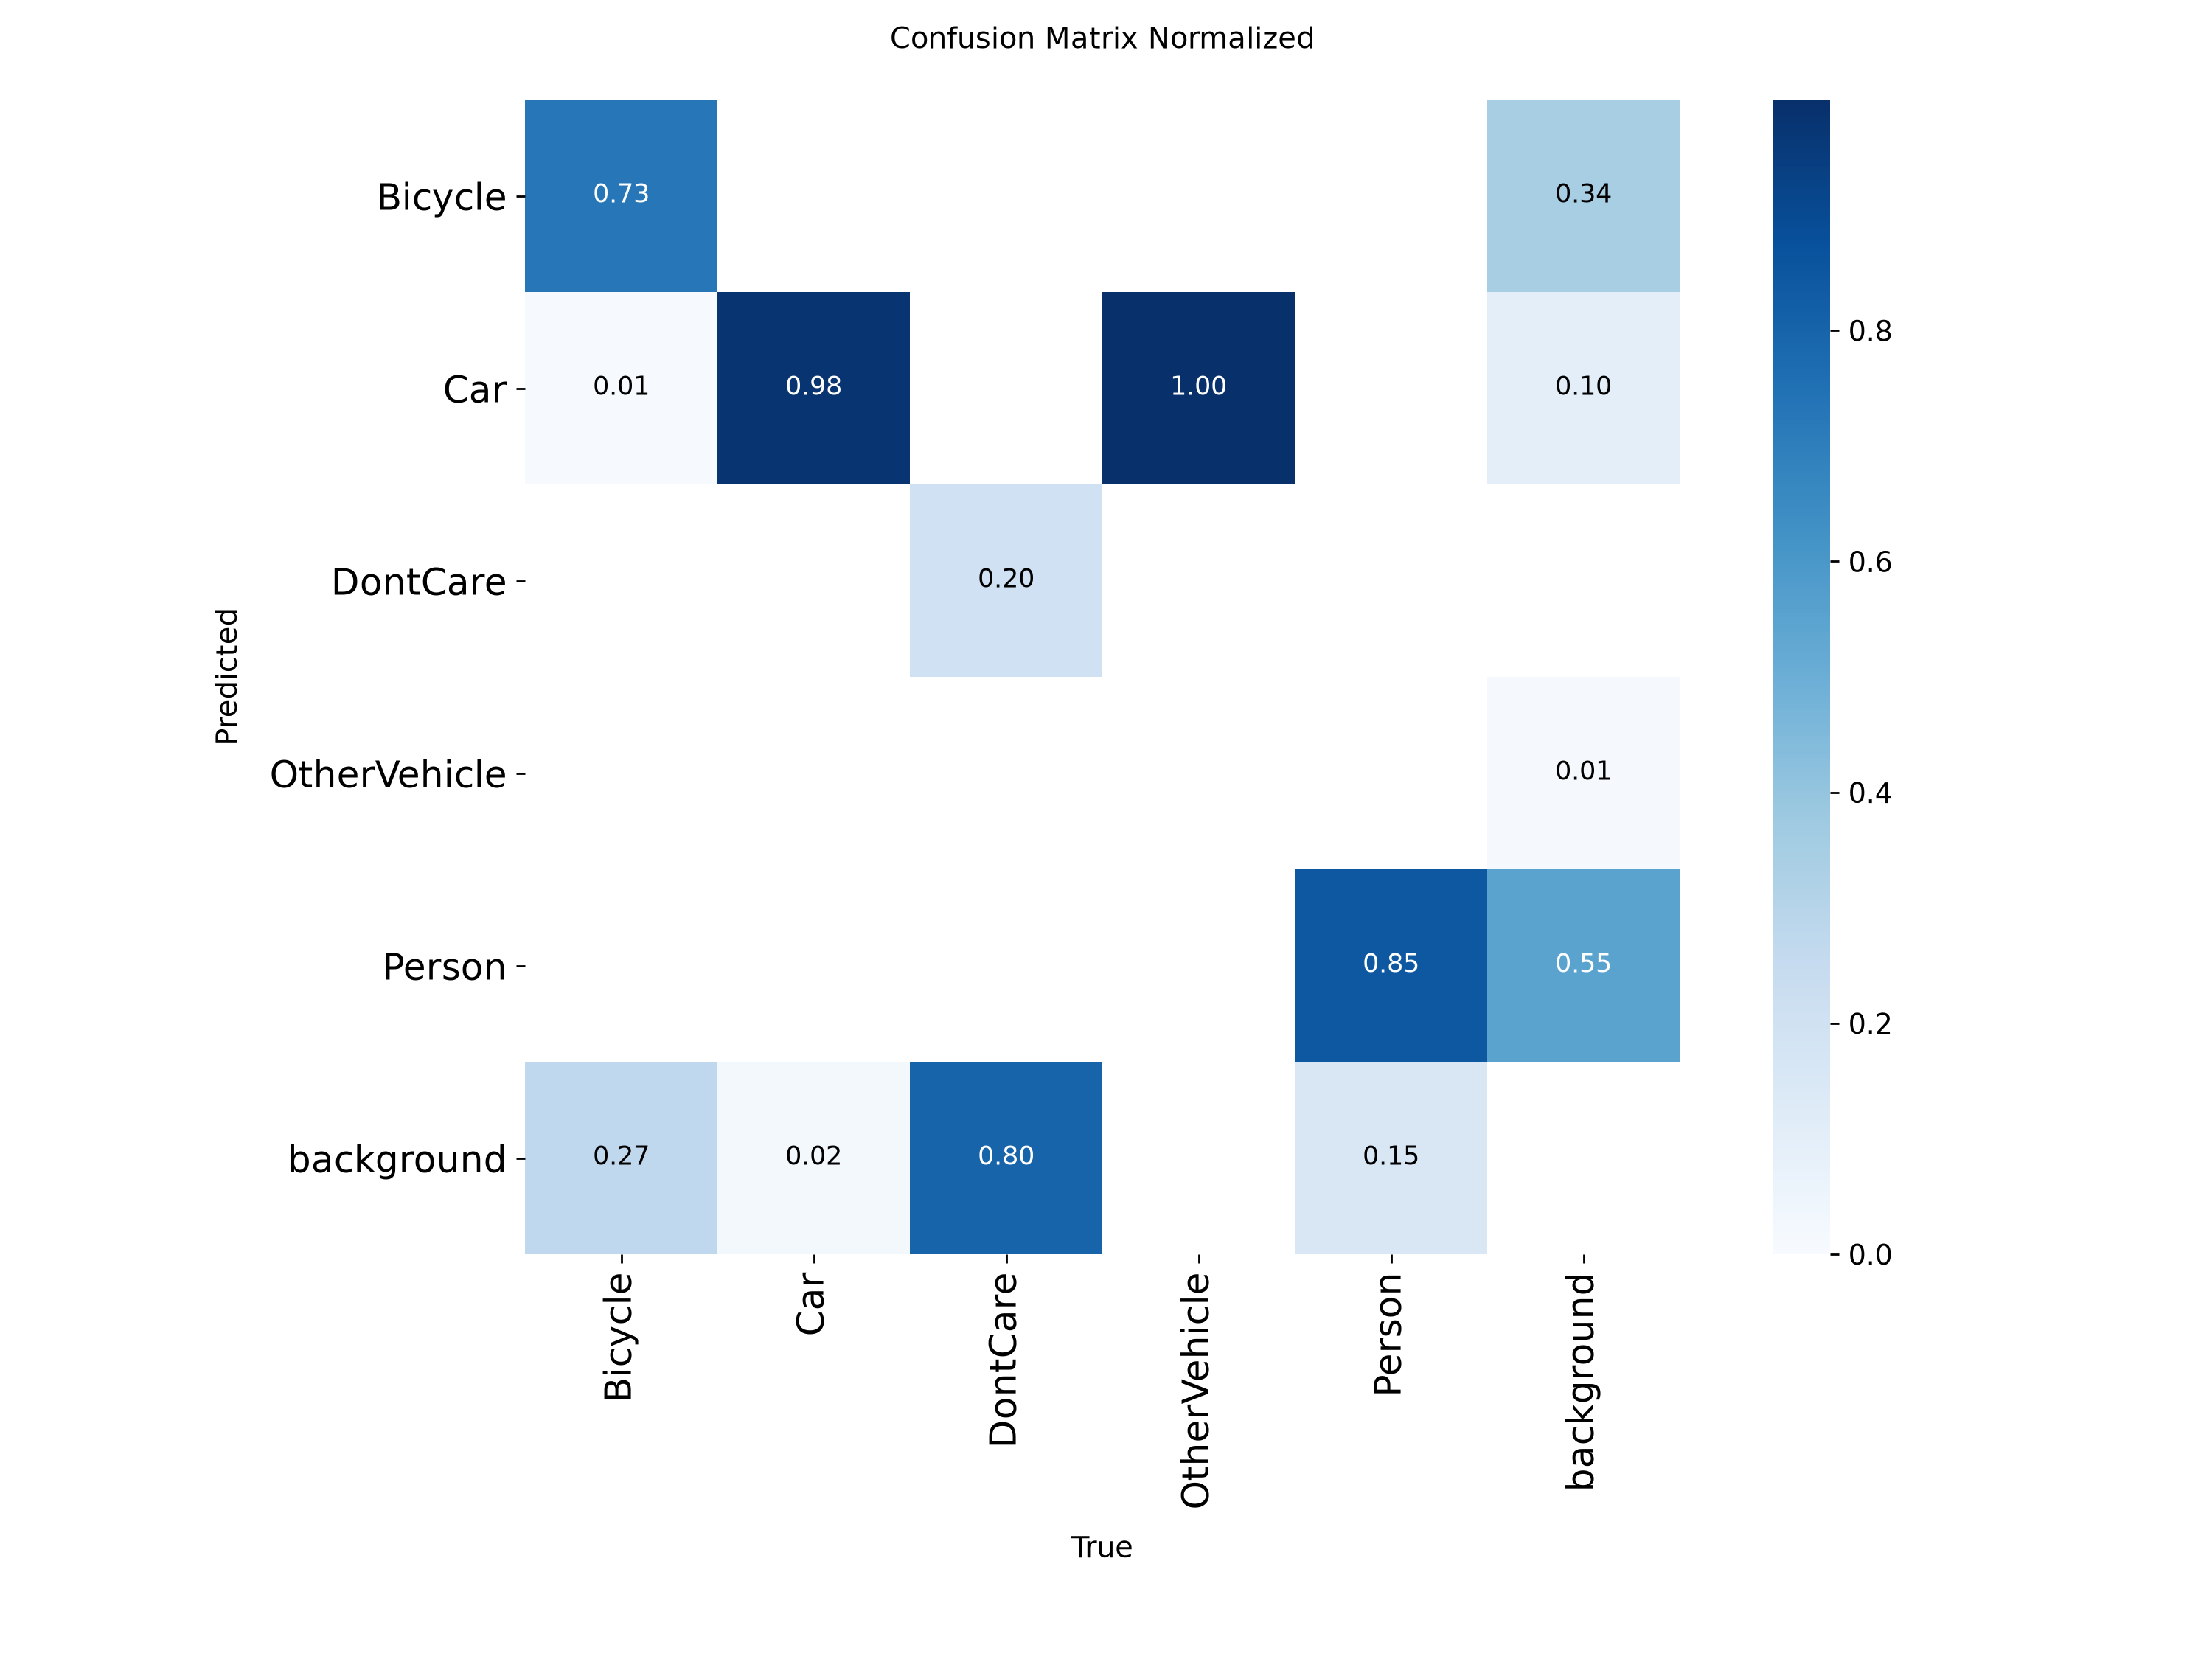 Confusion Matrix Normalized
Bicycle
0.73
0.34
Car
0.01
0.98
1.00
0.10
0.8
DontCare
0.20
0.6
Predicted
OtherVehicle
0.01
0.4
Person
0.85
0.55
0.2
background
0.27
0.02
0.80
0.15
0.0
Bicycle
Car
DontCare
OtherVehicle
Person
background
True